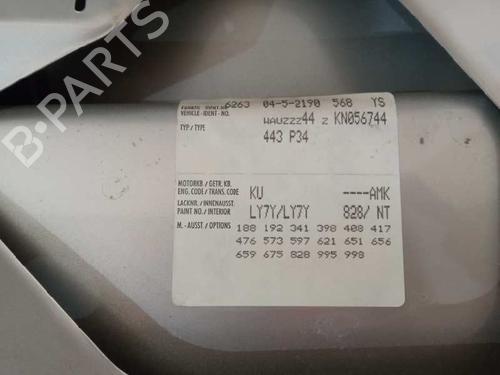 6263 04-5-2190 568 YS
VEHICLE-IDENT-NO. WAUZZZ44 Z KN056744
TYP/TYPE 443 P34
MOTORKB./GETR.KB.
ENG. CODE/TRANS. CODE KU ----AMK
LACKNR./INNENAUSST.
PAINT NO./INTERIOR LY7Y/LY7Y 828/ NT
M.-AUSST./OPTIONS 188 192 341 398 408 417
476 573 597 621 651 656
659 675 828 995 998
B-PARTS